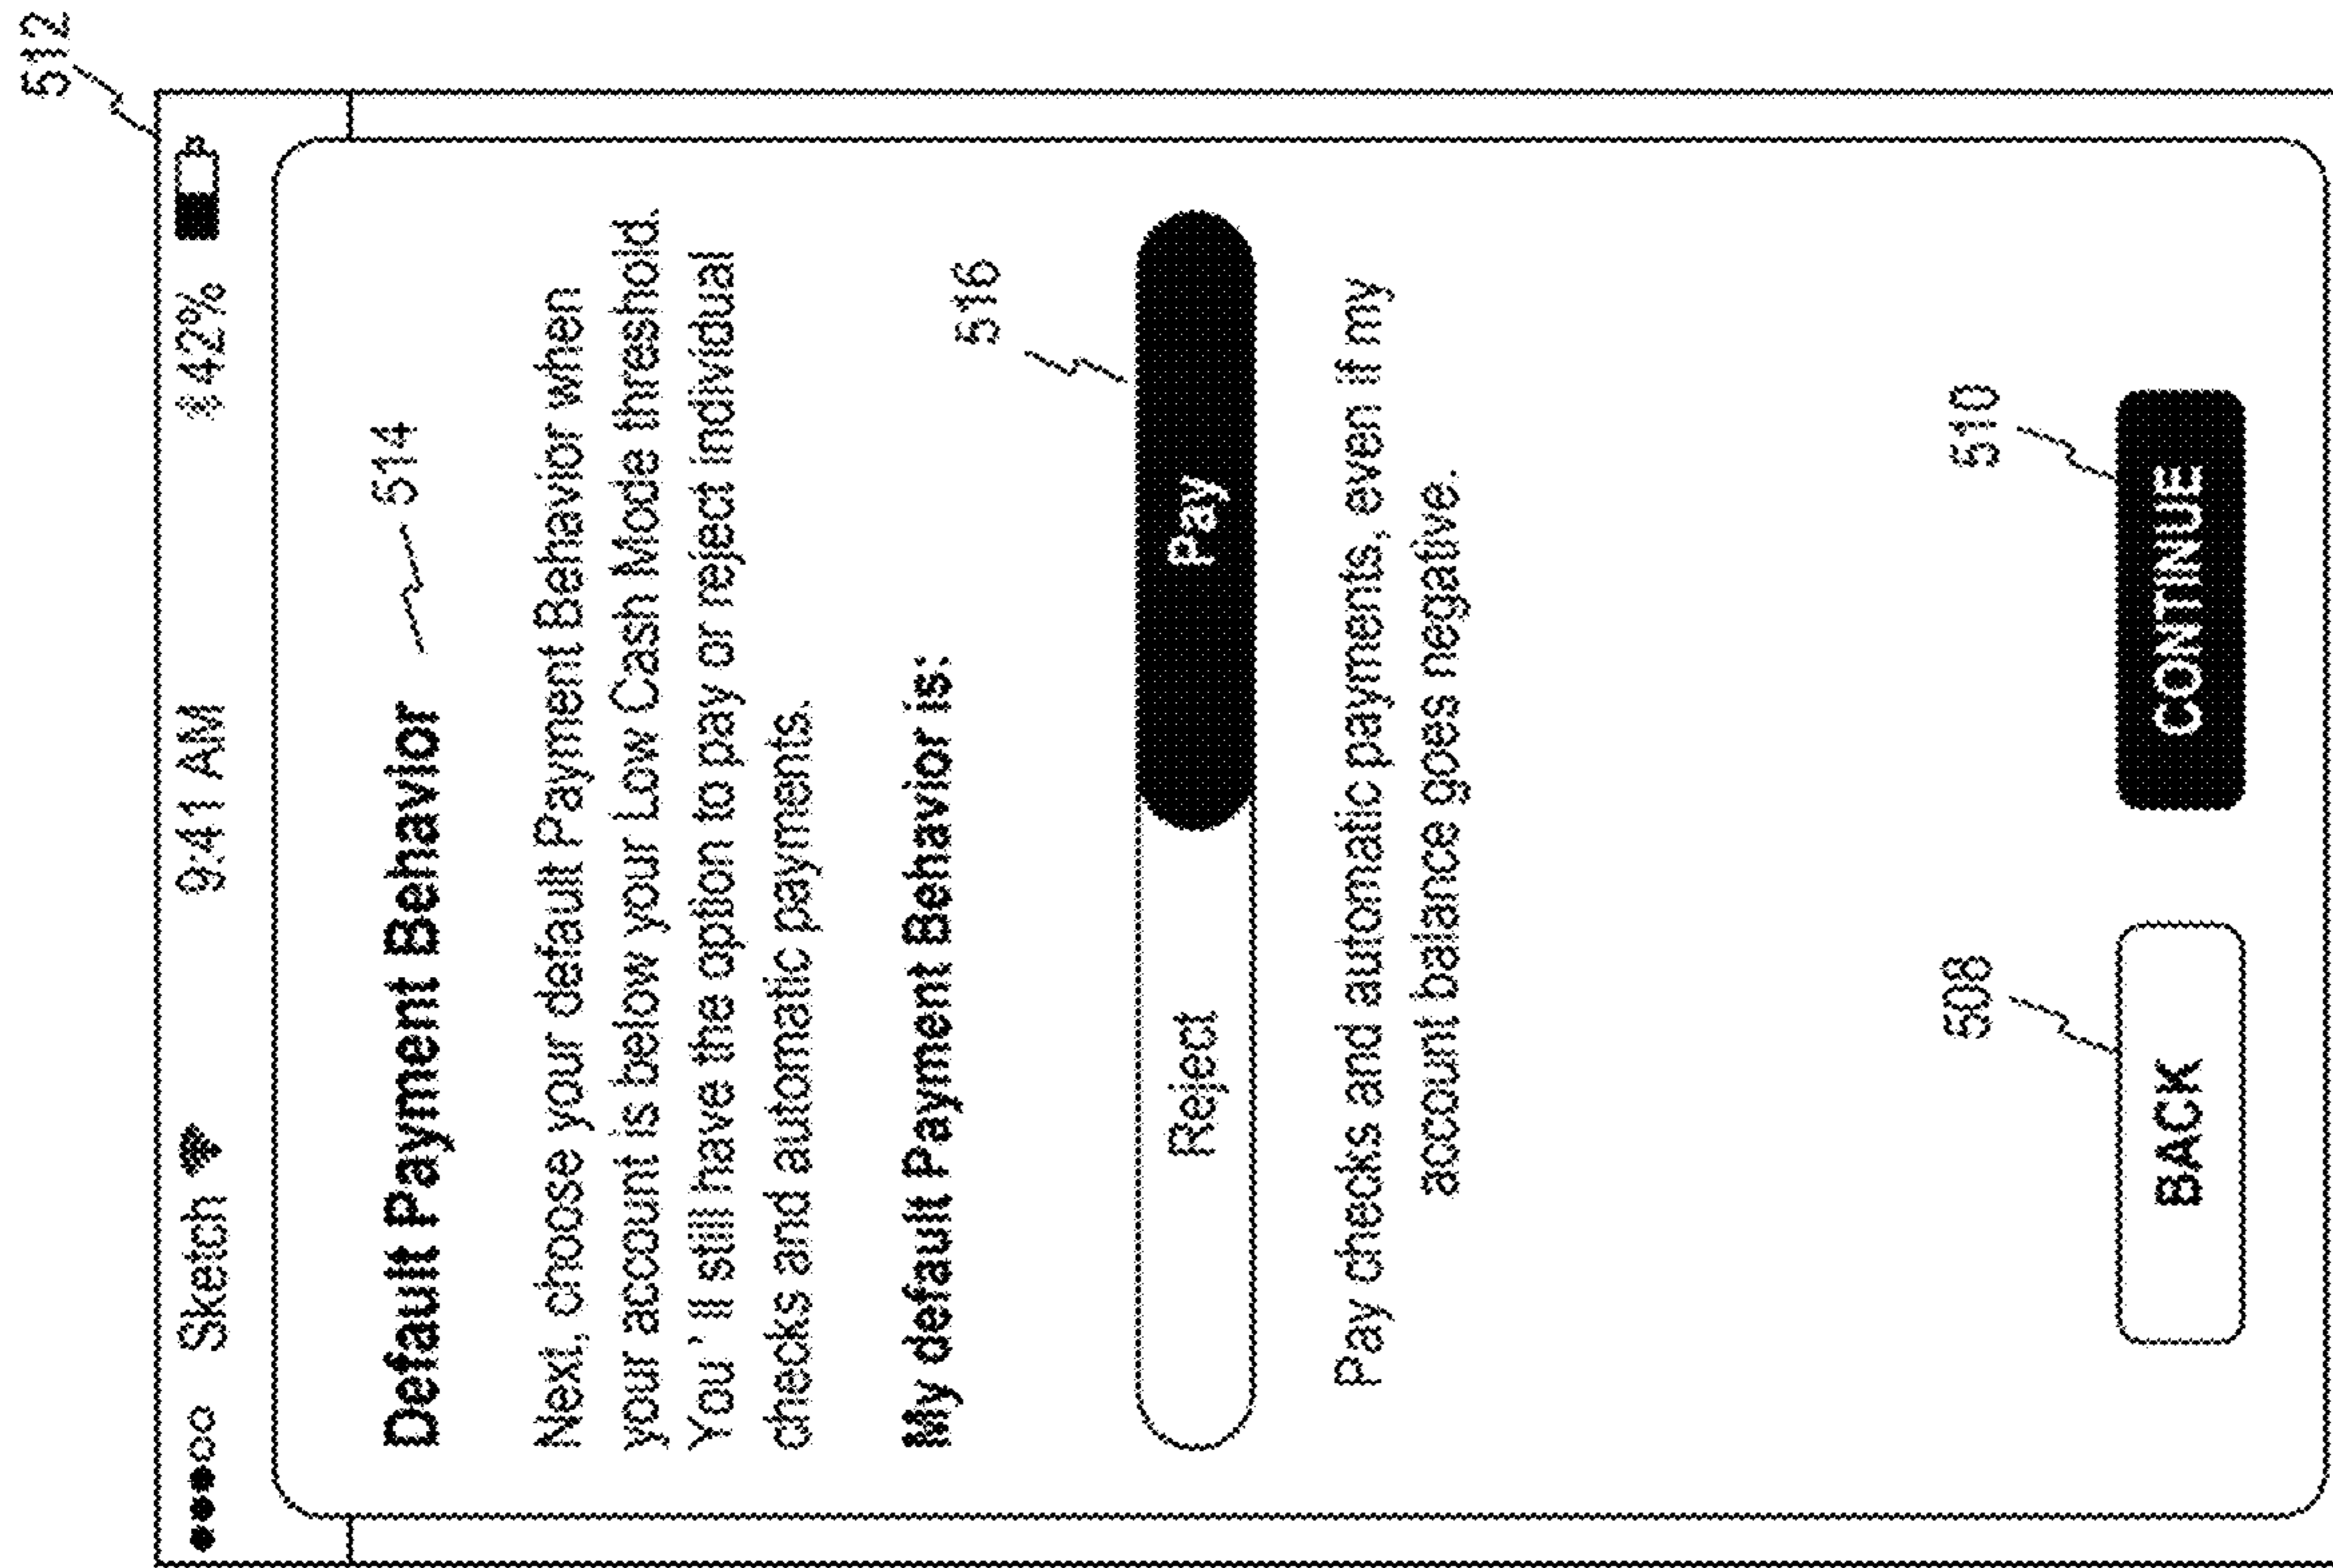 512
Sketch 9:41 AM 42%
Default Payment Behavior 514
Next, choose your default Payment Behavior when
your account is below your Low Cash Mode threshold.
You'll still have the option to pay or reject individual
checks and automatic payments.
My default Payment Behavior is:
516
Reject Pay
Pay checks and automatic payments, even if my
account balance goes negative.
508 510
BACK CONTINUE